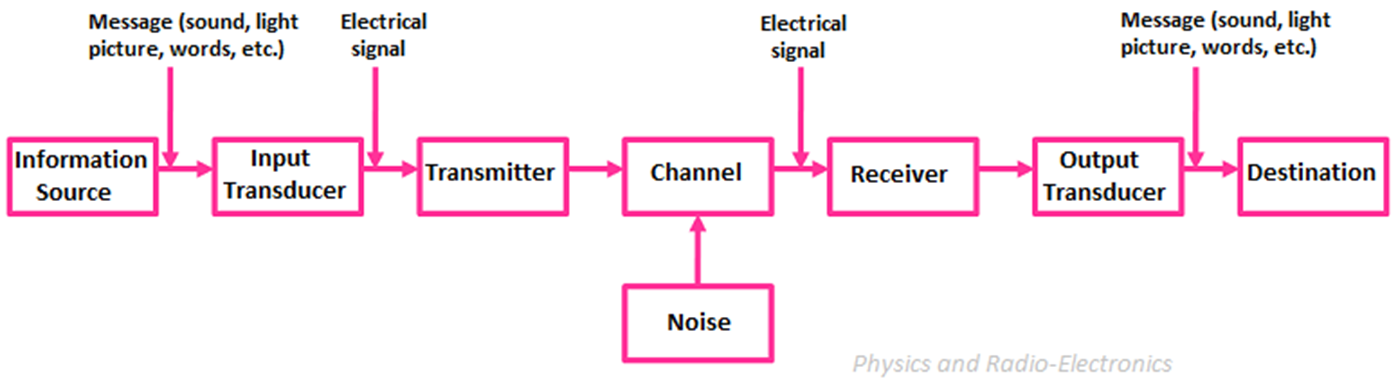 Message (sound, light
picture, words, etc.)
Electrical
signal
Electrical
signal
Message (sound, light
picture, words, etc.)
Information
Source
Input
Transducer
Transmitter
Channel
Receiver
Output
Transducer
Destination
Noise
Physics and Radio-Electronics